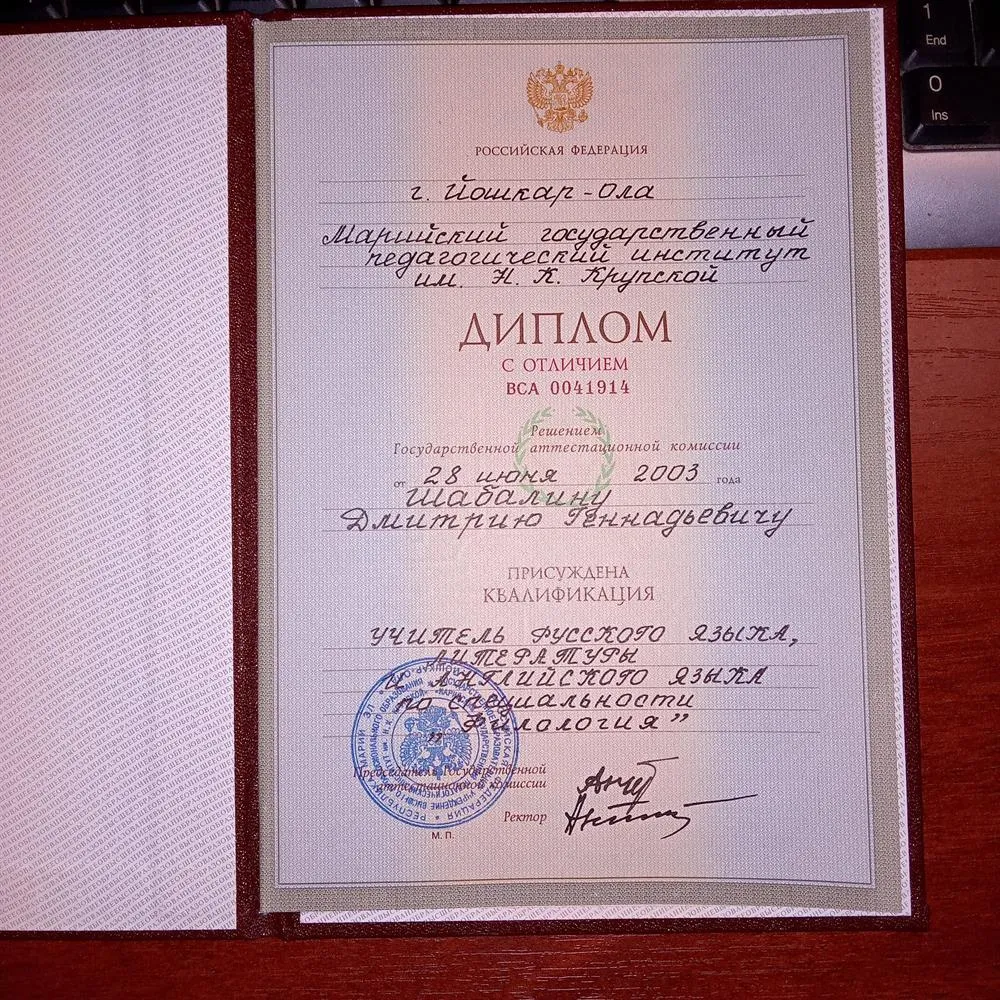 1
End
0
Ins
РОССИЙСКАЯ ФЕДЕРАЦИЯ
г. Йошкар-Ола
Марийский государственный
педагогический институт
им. Н. К. Крупской
ДИПЛОМ
С ОТЛИЧИЕМ
ВСА 0041914
Решением
Государственной аттестационной комиссии
от 28 июня 2003 года
Шабалину
Дмитрию Геннадьевичу
ПРИСУЖДЕНА
КВАЛИФИКАЦИЯ
УЧИТЕЛЬ РУССКОГО ЯЗЫКА,
ЛИТЕРАТУРЫ
И АНГЛИЙСКОГО ЯЗЫКА
по специальности
"Филология"
Председатель Государственной
аттестационной комиссии
Ректор
М. П.